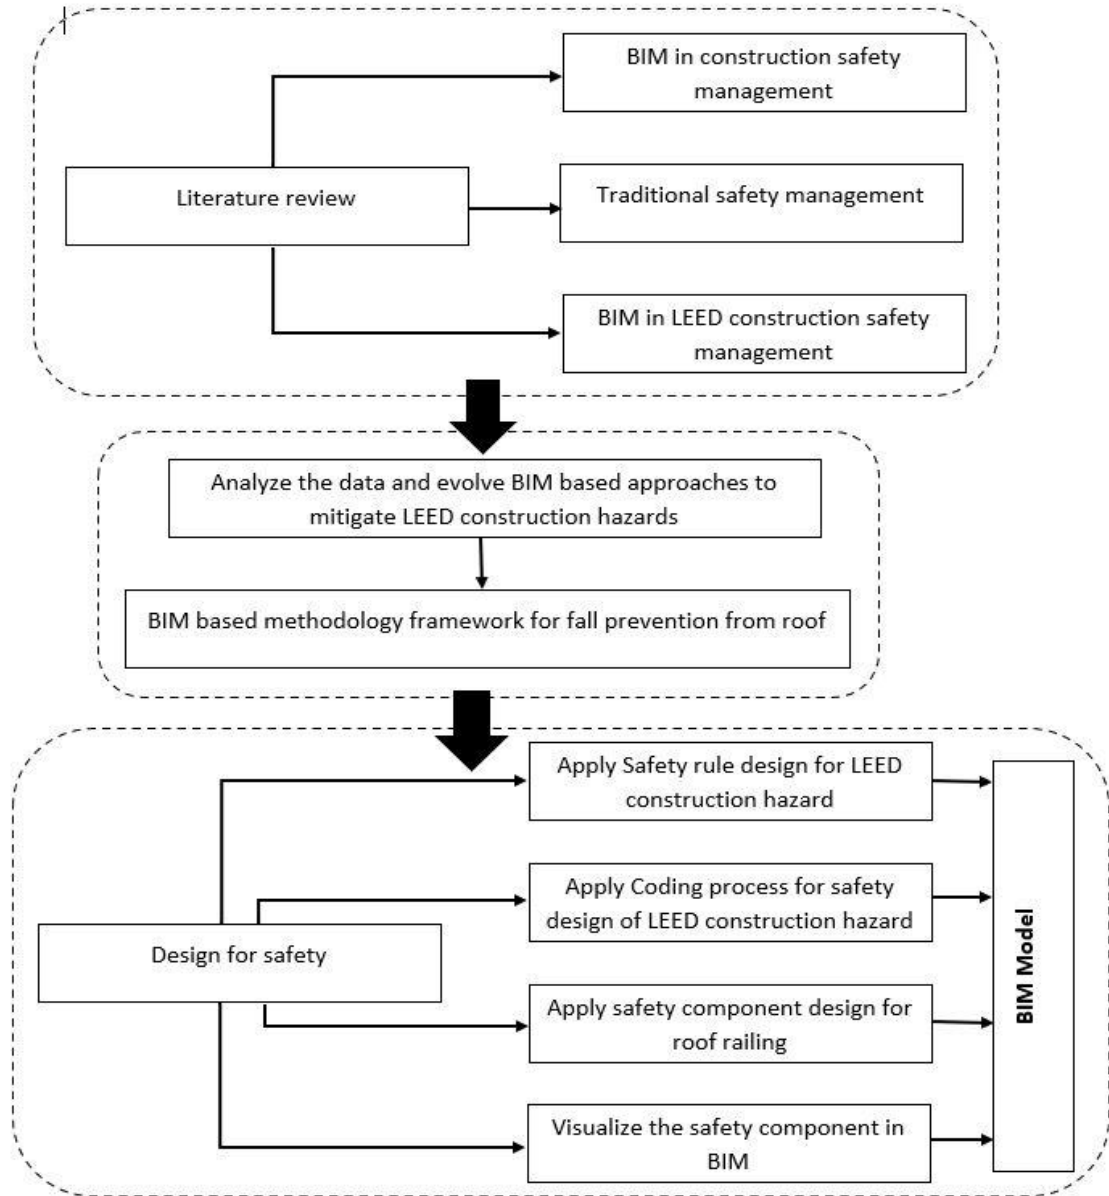 BIM in construction safety
management
Literature review
Traditional safety management
BIM in LEED construction safety
management
Analyze the data and evolve BIM based approaches to
mitigate LEED construction hazards
BIM based methodology framework for fall prevention from roof
Apply Safety rule design for LEED
construction hazard
Apply Coding process for safety
design of LEED construction hazard
Design for safety
Apply safety component design for
roof railing
Visualize the safety component in
BIM
BIM Model